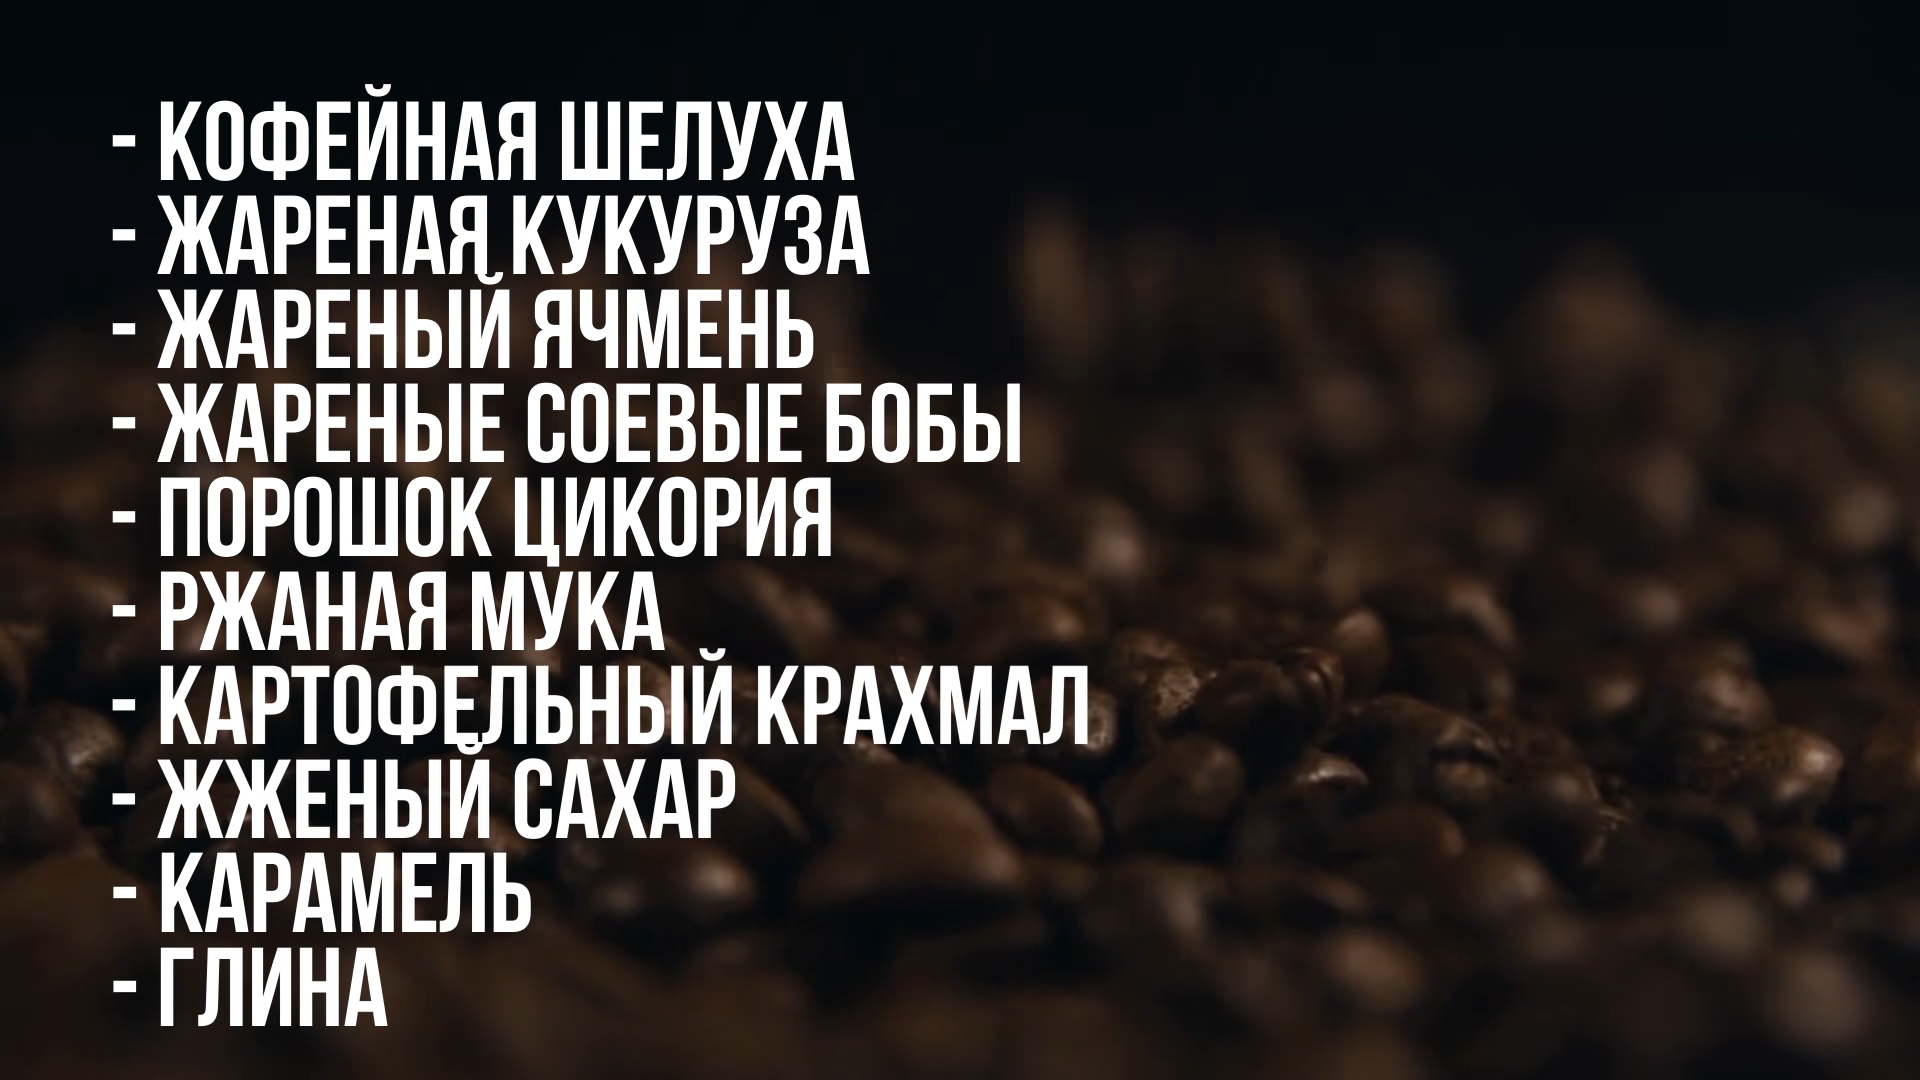 - КОФЕЙНАЯ ШЕЛУХА
- ЖАРЕНАЯ КУКУРУЗА
- ЖАРЕНЫЙ ЯЧМЕНЬ
- ЖАРЕНЫЕ СОЕВЫЕ БОБЫ
- ПОРОШОК ЦИКОРИЯ
- РЖАНАЯ МУКА
- КАРТОФЕЛЬНЫЙ КРАХМАЛ
- ЖЖЕНЫЙ САХАР
- КАРАМЕЛЬ
- ГЛИНА